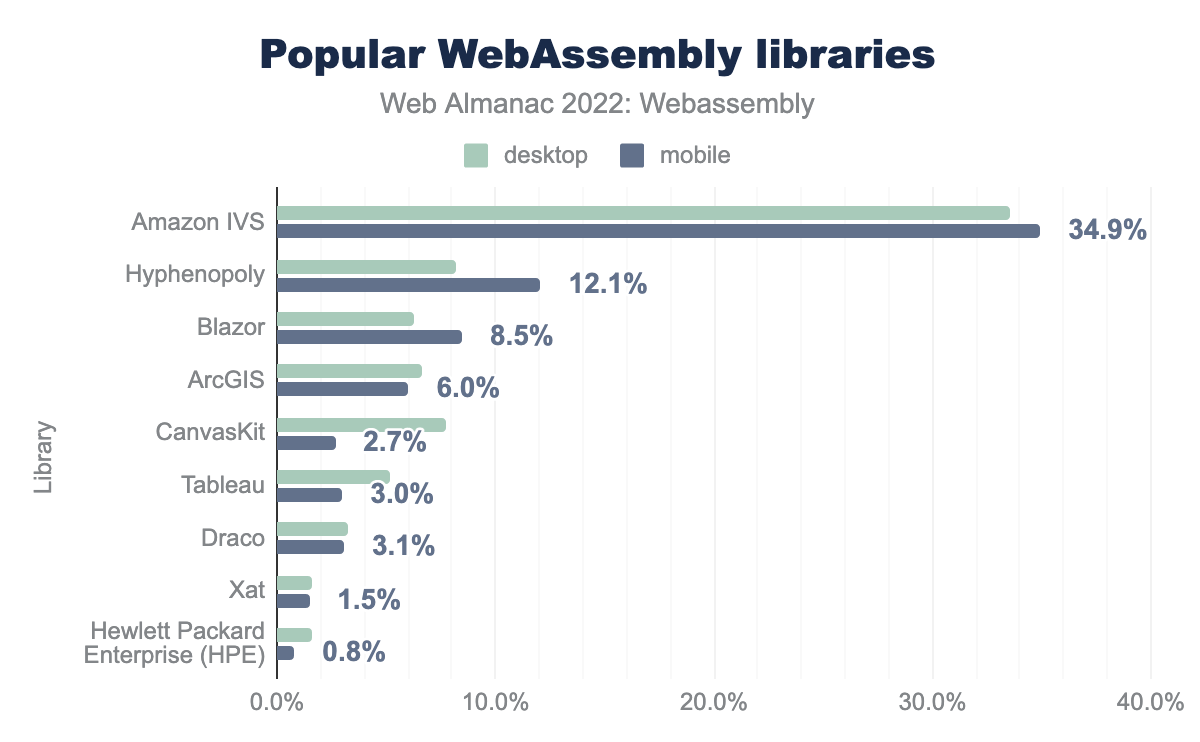 Popular WebAssembly libraries
Web Almanac 2022: Webassembly
desktop
mobile
Library
Amazon IVS
34.9%
Hyphenopoly
12.1%
Blazor
8.5%
ArcGIS
6.0%
CanvasKit
2.7%
Tableau
3.0%
Draco
3.1%
Xat
1.5%
Hewlett Packard
Enterprise (HPE)
0.8%
0.0%
10.0%
20.0%
30.0%
40.0%